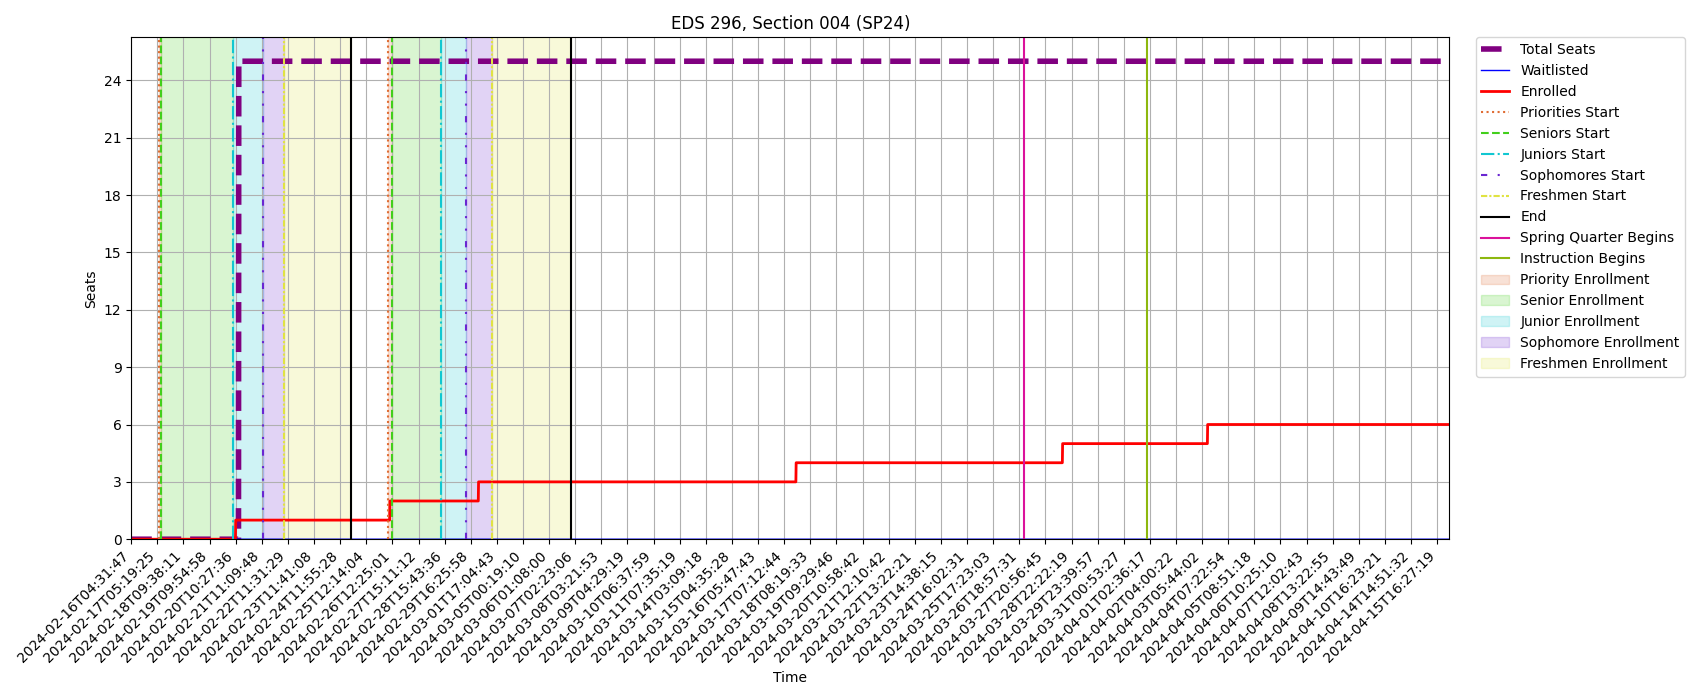 EDS 296, Section 004 (SP24)
Seats
24
21
18
15
12
9
6
3
0
2024-02-16T04:31:47
2024-02-17T05:19:25
2024-02-18T09:38:11
2024-02-19T09:54:58
2024-02-20T10:27:36
2024-02-21T11:09:48
2024-02-22T11:31:29
2024-02-23T11:41:08
2024-02-24T11:55:28
2024-02-25T12:14:04
2024-02-26T12:25:01
2024-02-27T15:11:12
2024-02-28T15:43:36
2024-02-29T16:25:58
2024-03-01T17:04:43
2024-03-05T00:19:10
2024-03-06T01:08:00
2024-03-07T02:23:06
2024-03-08T03:21:53
2024-03-09T04:29:19
2024-03-10T06:37:59
2024-03-11T07:35:19
2024-03-14T03:09:18
2024-03-15T04:35:28
2024-03-16T05:47:43
2024-03-17T07:12:44
2024-03-18T08:19:33
2024-03-19T09:29:46
2024-03-20T10:58:42
2024-03-21T12:10:42
2024-03-22T13:22:21
2024-03-23T14:38:15
2024-03-24T16:02:31
2024-03-25T17:23:03
2024-03-26T18:57:31
2024-03-27T20:56:45
2024-03-28T22:22:19
2024-03-29T23:39:57
2024-03-31T00:53:27
2024-04-01T02:36:17
2024-04-02T04:00:22
2024-04-03T05:44:02
2024-04-04T07:22:54
2024-04-05T08:51:18
2024-04-06T10:25:10
2024-04-07T12:02:43
2024-04-08T13:22:55
2024-04-09T14:43:49
2024-04-10T16:23:21
2024-04-14T14:51:32
2024-04-15T16:27:19
Time
Total Seats
Waitlisted
Enrolled
Priorities Start
Seniors Start
Juniors Start
Sophomores Start
Freshmen Start
End
Spring Quarter Begins
Instruction Begins
Priority Enrollment
Senior Enrollment
Junior Enrollment
Sophomore Enrollment
Freshmen Enrollment